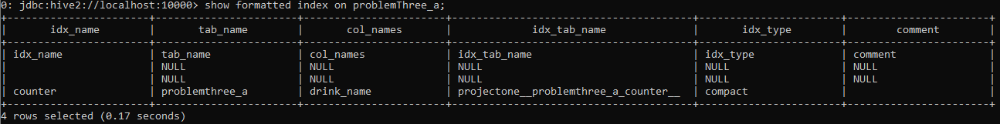 0: jdbc:hive2://localhost:10000> show formatted index on problemThree_a;
+-----------------------+-----------------------+-----------------------+---------------------------------------+-----------------------+-----------------------+
| idx_name | tab_name | col_names | idx_tab_name | idx_type | comment |
+-----------------------+-----------------------+-----------------------+---------------------------------------+-----------------------+-----------------------+
| idx_name | tab_name | col_names | idx_tab_name | idx_type | comment |
| | NULL | NULL | NULL | NULL | NULL |
| | NULL | NULL | NULL | NULL | NULL |
| counter | problemthree_a | drink_name | projectone__problemthree_a_counter__ | compact | |
+-----------------------+-----------------------+-----------------------+---------------------------------------+-----------------------+-----------------------+
4 rows selected (0.17 seconds)